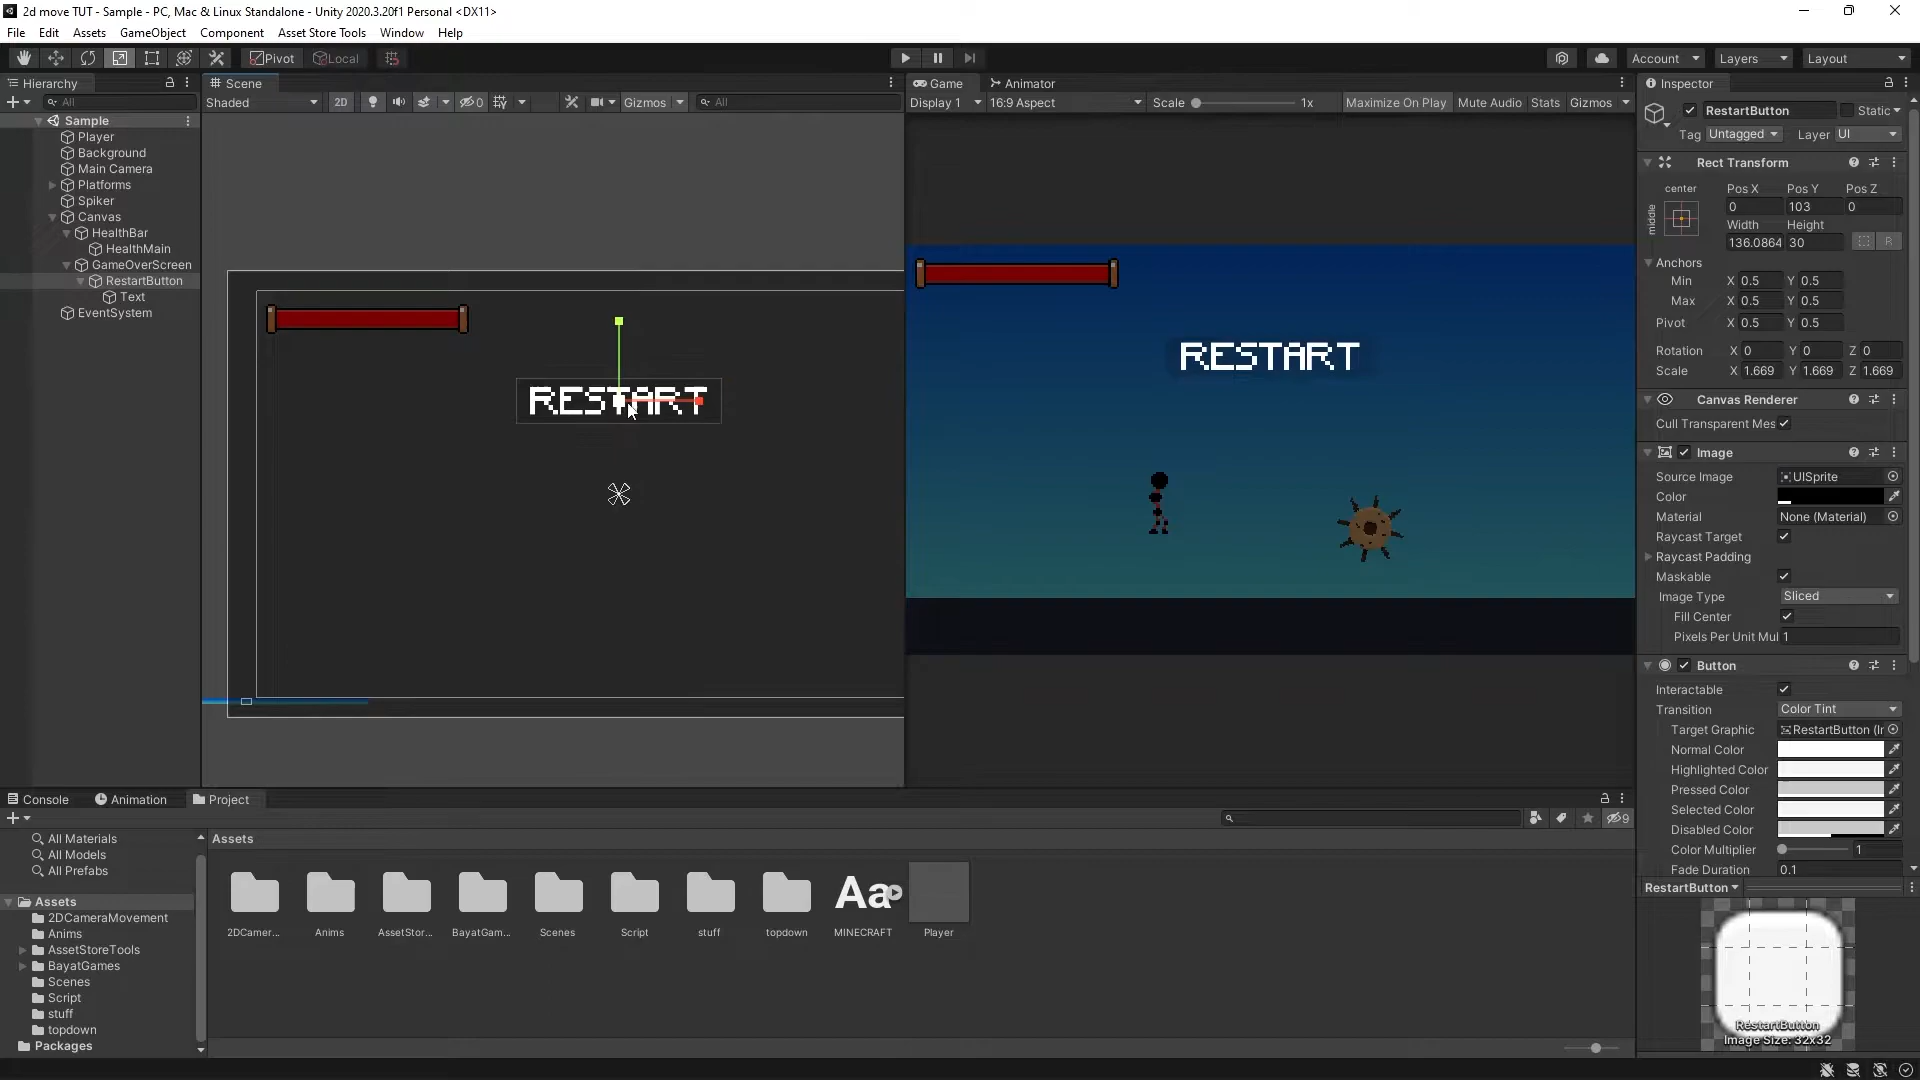 2d move TUT - Sample - PC, Mac & Linux Standalone - Unity 2020.3.20f1 Personal <DX11>
File Edit Assets GameObject Component Asset Store Tools Window Help
Pivot Local Account Layers Layout
Hierarchy Scene Game Animator Inspector
All Shaded 2D 0 Gizmos All Display 1 16:9 Aspect Scale 1x Maximize On Play Mute Audio Stats Gizmos
Sample
Player
Background
Main Camera
Platforms
Spiker
Canvas
HealthBar
HealthMain
GameOverScreen
RestartButton
Text
EventSystem
RESTART
RESTART
RestartButton Static
Tag Untagged Layer UI
Rect Transform
center Pos X Pos Y Pos Z
middle 0 103 0
Width Height
136.0864 30 R
Anchors
Min X 0.5 Y 0.5
Max X 0.5 Y 0.5
Pivot X 0.5 Y 0.5
Rotation X 0 Y 0 Z 0
Scale X 1.669 Y 1.669 Z 1.669
Canvas Renderer
Cull Transparent Mes
Image
Source Image UISprite
Color
Material None (Material)
Raycast Target
Raycast Padding
Maskable
Image Type Sliced
Fill Center
Pixels Per Unit Mul 1
Button
Interactable
Transition Color Tint
Target Graphic RestartButton (Ir
Normal Color
Highlighted Color
Pressed Color
Selected Color
Disabled Color
Color Multiplier 1
Fade Duration 0.1
RestartButton
RestartButton
Image Size: 32x32
Console Animation Project
9
All Materials
All Models
All Prefabs
Assets
2DCameraMovement
Anims
AssetStoreTools
BayatGames
Scenes
Script
stuff
topdown
Packages
Assets
Aa
2DCamer... Anims AssetStor... BayatGam... Scenes Script stuff topdown MINECRAFT Player